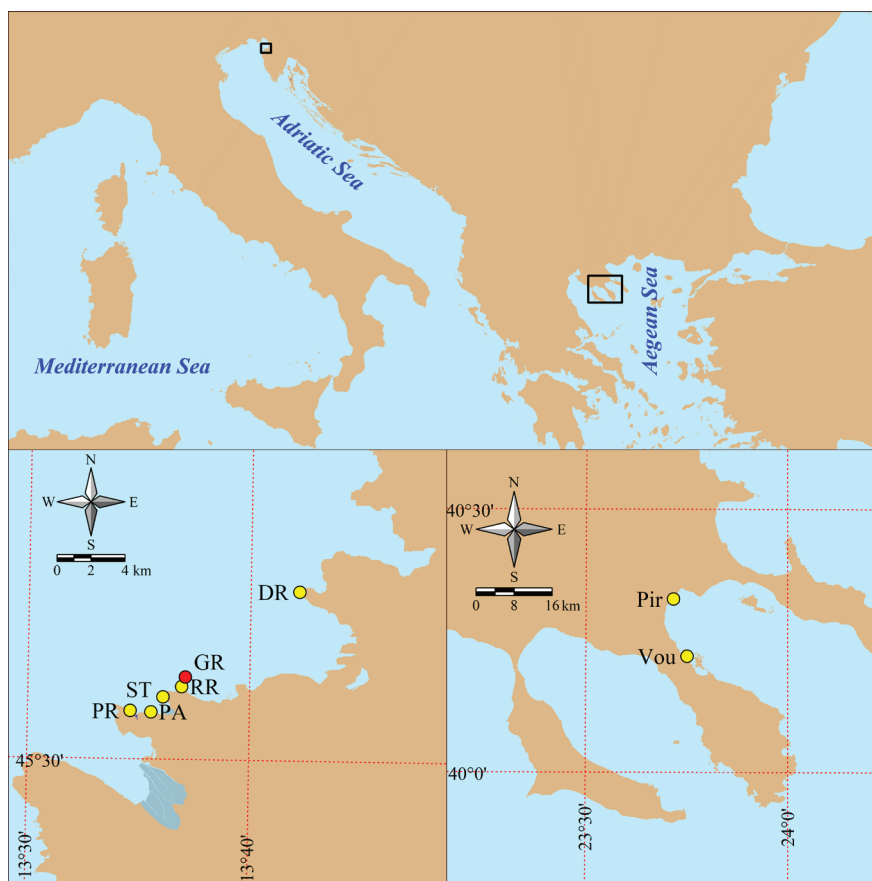 Adriatic Sea
Aegean Sea
Mediterranean Sea
N
W E
S
0 2 4 km
DR
GR
RR
ST
PR PA
45°30'
13°30'
13°40'
N
W E
S
0 8 16 km
40°30'
Pir
Vou
40°0'
23°30'
24°0'